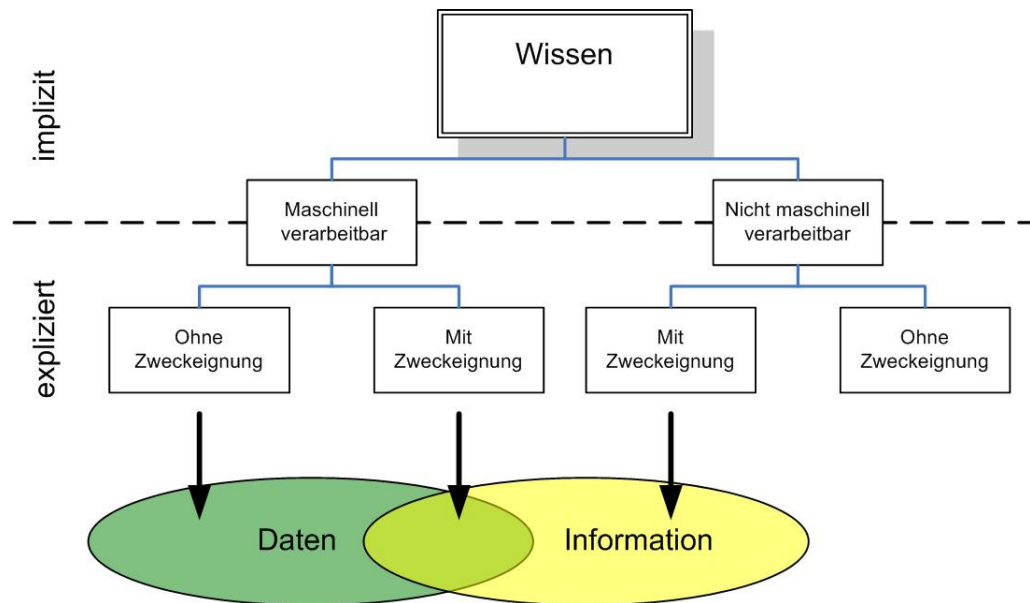 Wissen
implizit
Maschinell
verarbeitbar
Nicht maschinell
verarbeitbar
expliziert
Ohne
Zweckeignung
Mit
Zweckeignung
Mit
Zweckeignung
Ohne
Zweckeignung
Daten
Information